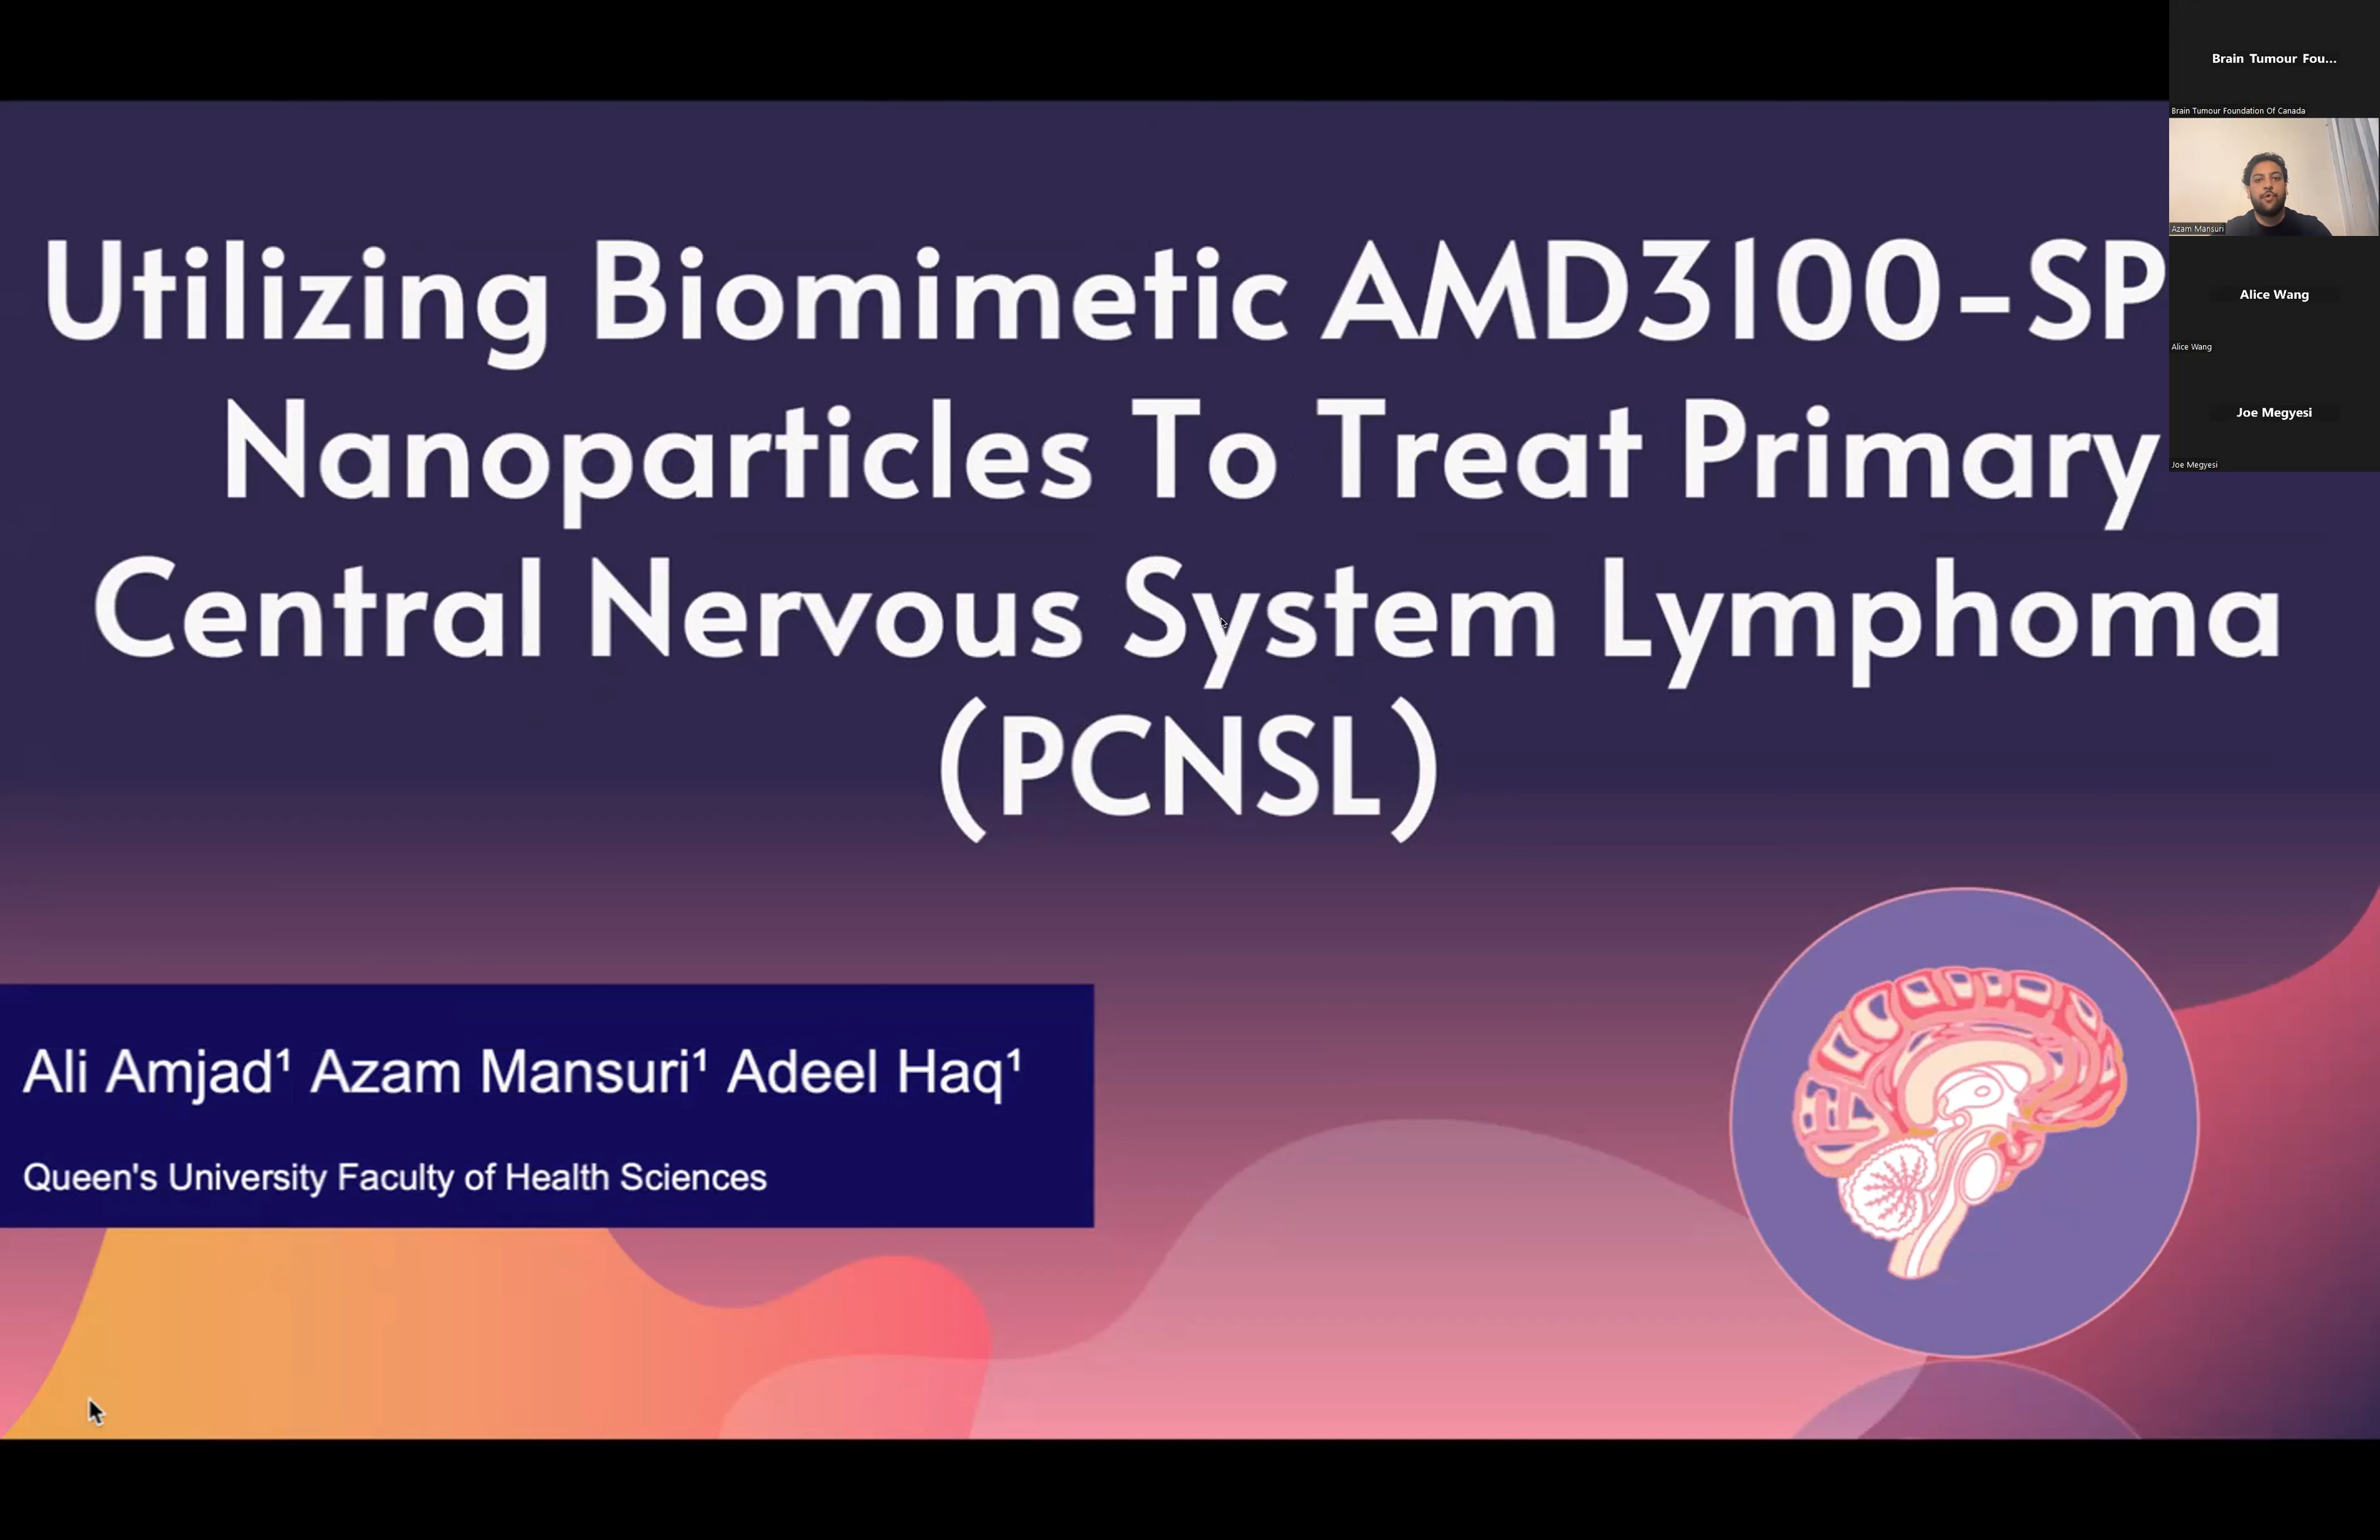 Utilizing Biomimetic AMD3100-SP
Nanoparticles To Treat Primary
Central Nervous System Lymphoma
(PCNSL)
Ali Amjad¹ Azam Mansuri¹ Adeel Haq¹
Queen's University Faculty of Health Sciences
Brain Tumour Fou...
Brain Tumour Foundation Of Canada
Azam Mansuri
Alice Wang
Alice Wang
Joe Megyesi
Joe Megyesi